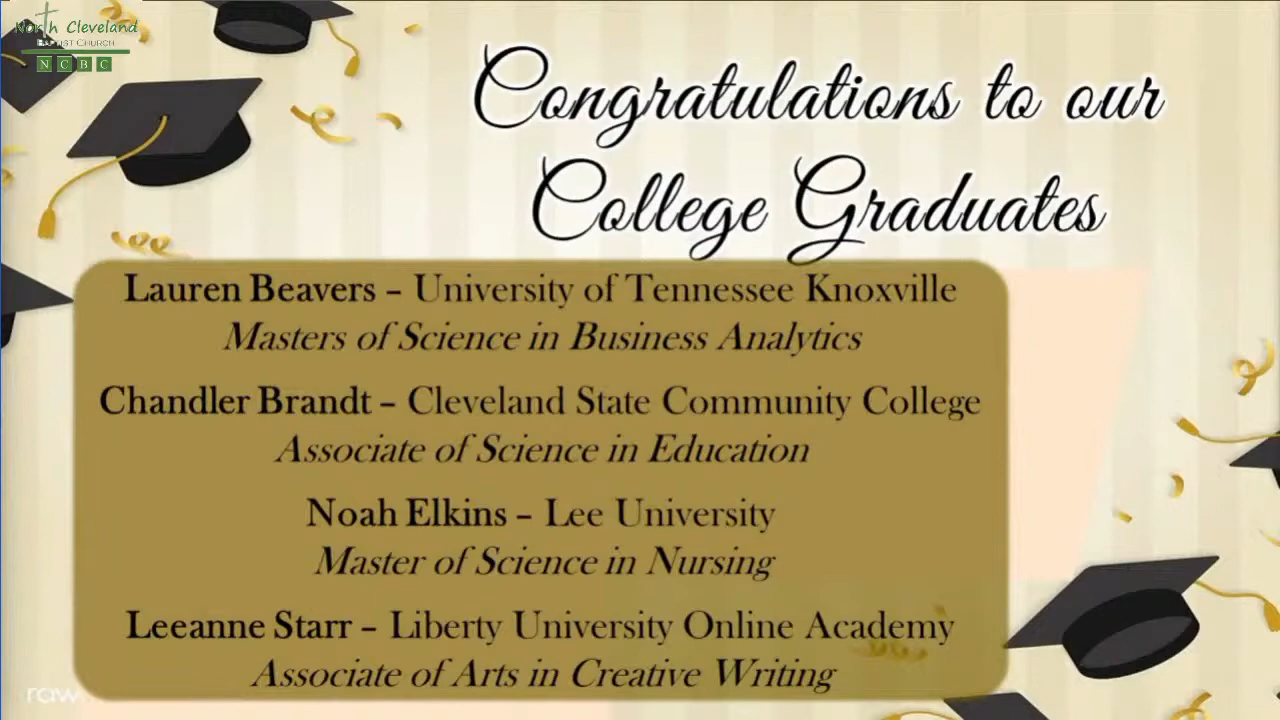 North Cleveland
BAPTIST CHURCH
NCBC
Congratulations to our
College Graduates
Lauren Beavers – University of Tennessee Knoxville
Masters of Science in Business Analytics
Chandler Brandt – Cleveland State Community College
Associate of Science in Education
Noah Elkins – Lee University
Master of Science in Nursing
Leeanne Starr – Liberty University Online Academy
Associate of Arts in Creative Writing